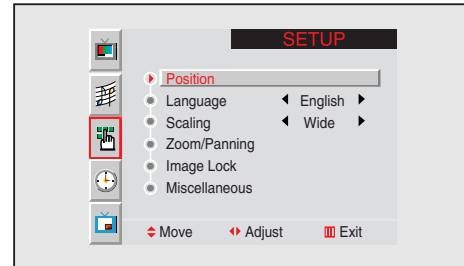 SETUP
Position
Language English
Scaling Wide
Zoom/Panning
Image Lock
Miscellaneous
Move Adjust Exit